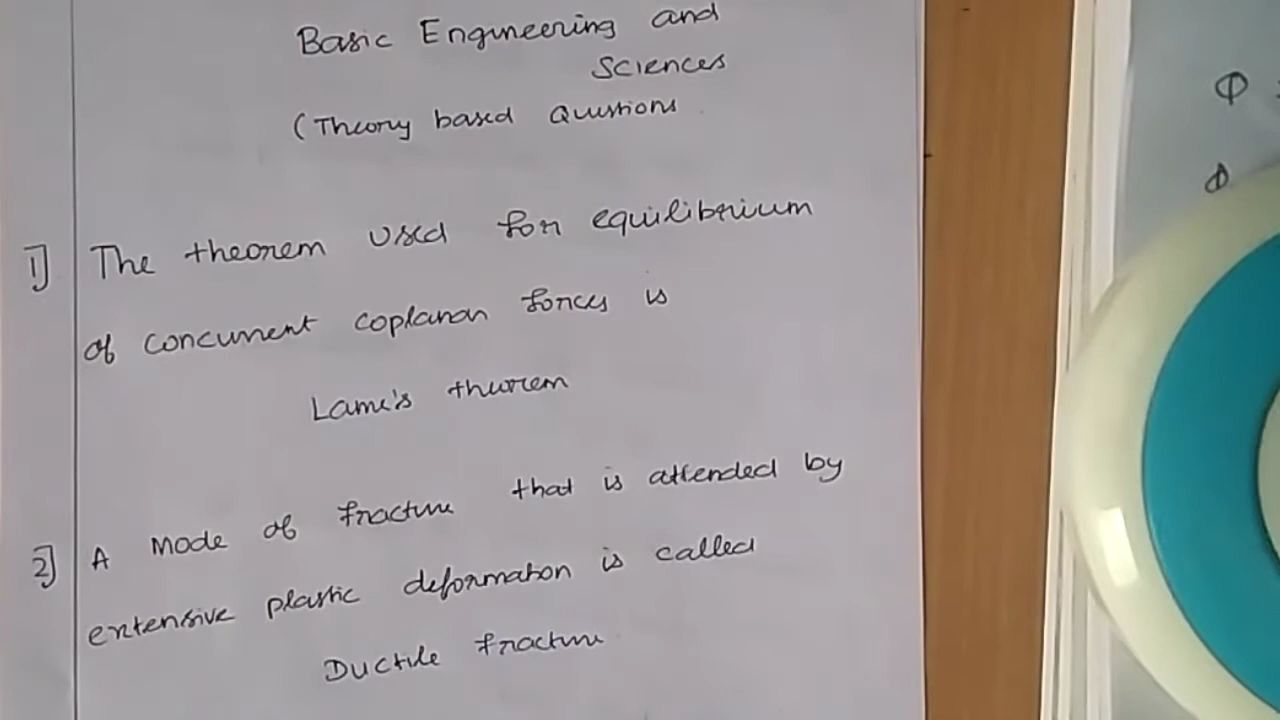 Basic Engineering and
Sciences
(Theory based Questions
1] The theorem used for equilibrium
of concurrent coplanar forces is
Lami's theorem
2] A Mode of fracture that is attended by
extensive plastic deformation is called
Ductile fracture
Φ
Φ